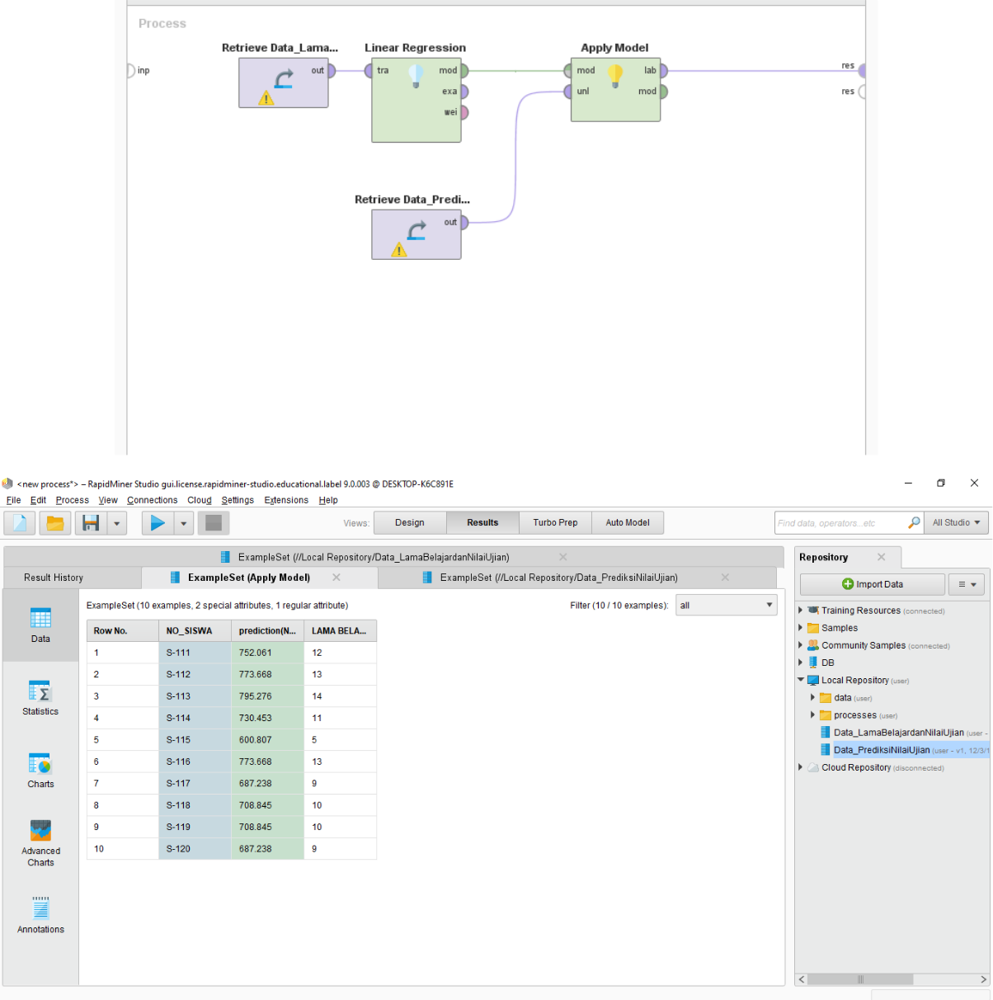 Process
Retrieve Data_Lama...
Linear Regression
Apply Model
inp
out
tra
mod
exa
wei
mod
unl
lab
mod
res
res
Retrieve Data_Predi...
out
<new process*> – RapidMiner Studio gui.license.rapidminer-studio.educational.label 9.0.003 @ DESKTOP-K6C891E
File Edit Process View Connections Cloud Settings Extensions Help
Views: Design Results Turbo Prep Auto Model Find data, operators...etc All Studio
ExampleSet (//Local Repository/Data_LamaBelajardanNilaiUjian)
Result History ExampleSet (Apply Model) ExampleSet (//Local Repository/Data_PrediksiNilaiUjian)
Data
Statistics
Charts
Advanced
Charts
Annotations
ExampleSet (10 examples, 2 special attributes, 1 regular attribute) Filter (10 / 10 examples): all
Row No. NO_SISWA prediction(N... LAMA BELA...
1 S-111 752.061 12
2 S-112 773.668 13
3 S-113 795.276 14
4 S-114 730.453 11
5 S-115 600.807 5
6 S-116 773.668 13
7 S-117 687.238 9
8 S-118 708.845 10
9 S-119 708.845 10
10 S-120 687.238 9
Repository
Import Data
Training Resources (connected)
Samples
Community Samples (connected)
DB
Local Repository (user)
data (user)
processes (user)
Data_LamaBelajardanNilaiUjian (user -
Data_PrediksiNilaiUjian (user - v1, 12/3/1
Cloud Repository (disconnected)